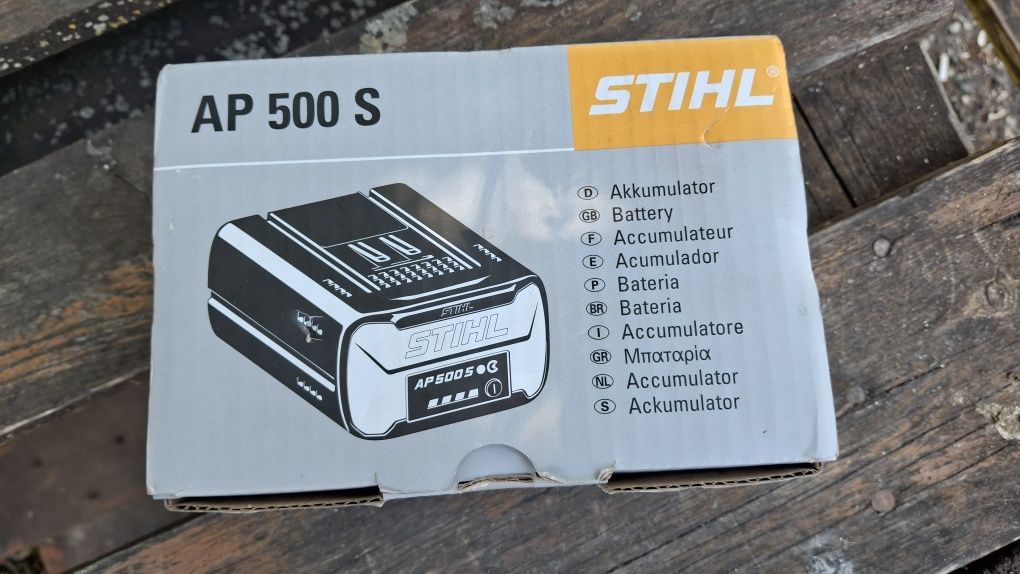 AP 500 S
STIHL®
D Akkumulator
GB Battery
F Accumulateur
E Acumulador
P Bateria
BR Bateria
I Accumulatore
GR Μπαταρία
NL Accumulator
S Ackumulator
STIHL
STIHL
AP 500 S